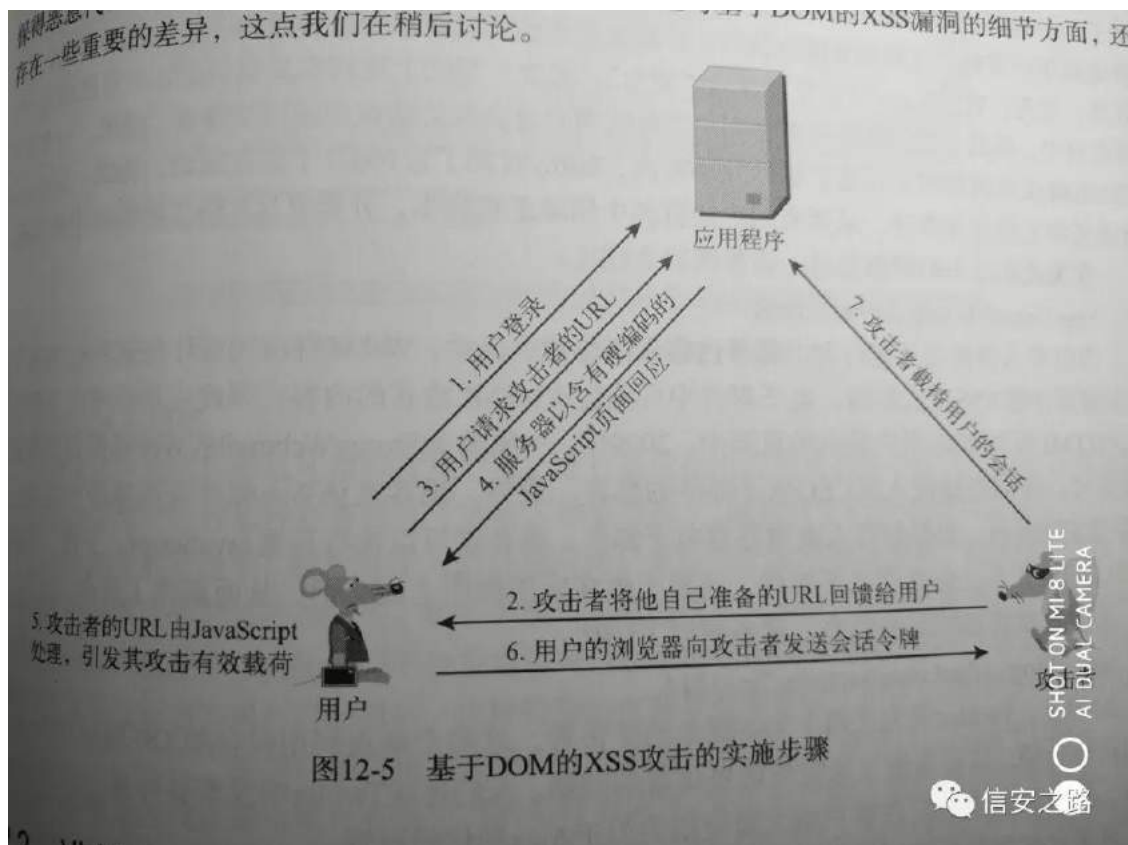 存在一些重要的差异，这点我们在稍后讨论。
DOM的XSS漏洞的细节方面，还
应用程序
1. 用户登录
3. 用户请求攻击者的URL
4. 服务器以含有硬编码的
JavaScript页面回应
7. 攻击者截持用户的会话
2. 攻击者将他自己准备的URL回馈给用户
5.攻击者的URL由JavaScript
处理，引发其攻击有效载荷
6. 用户的浏览器向攻击者发送会话令牌
用户
攻击者
图12-5 基于DOM的XSS攻击的实施步骤
SHOT ON MI 8 LITE
AI DUAL CAMERA
信安之路